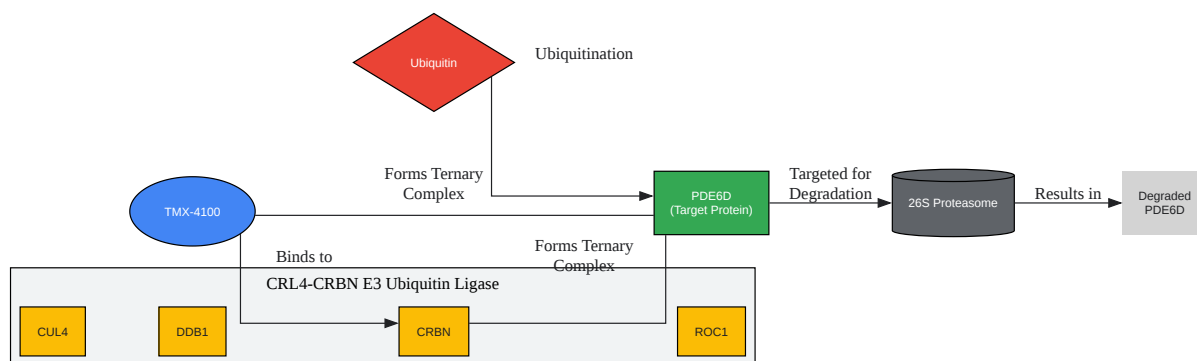 Ubiquitin
Ubiquitination
Forms Ternary
Complex
TMX-4100
PDE6D
(Target Protein)
Targeted for
Degradation
26S Proteasome
Results in
Degraded
PDE6D
Binds to
Forms Ternary
Complex
CRL4-CRBN E3 Ubiquitin Ligase
CUL4
DDB1
CRBN
ROC1